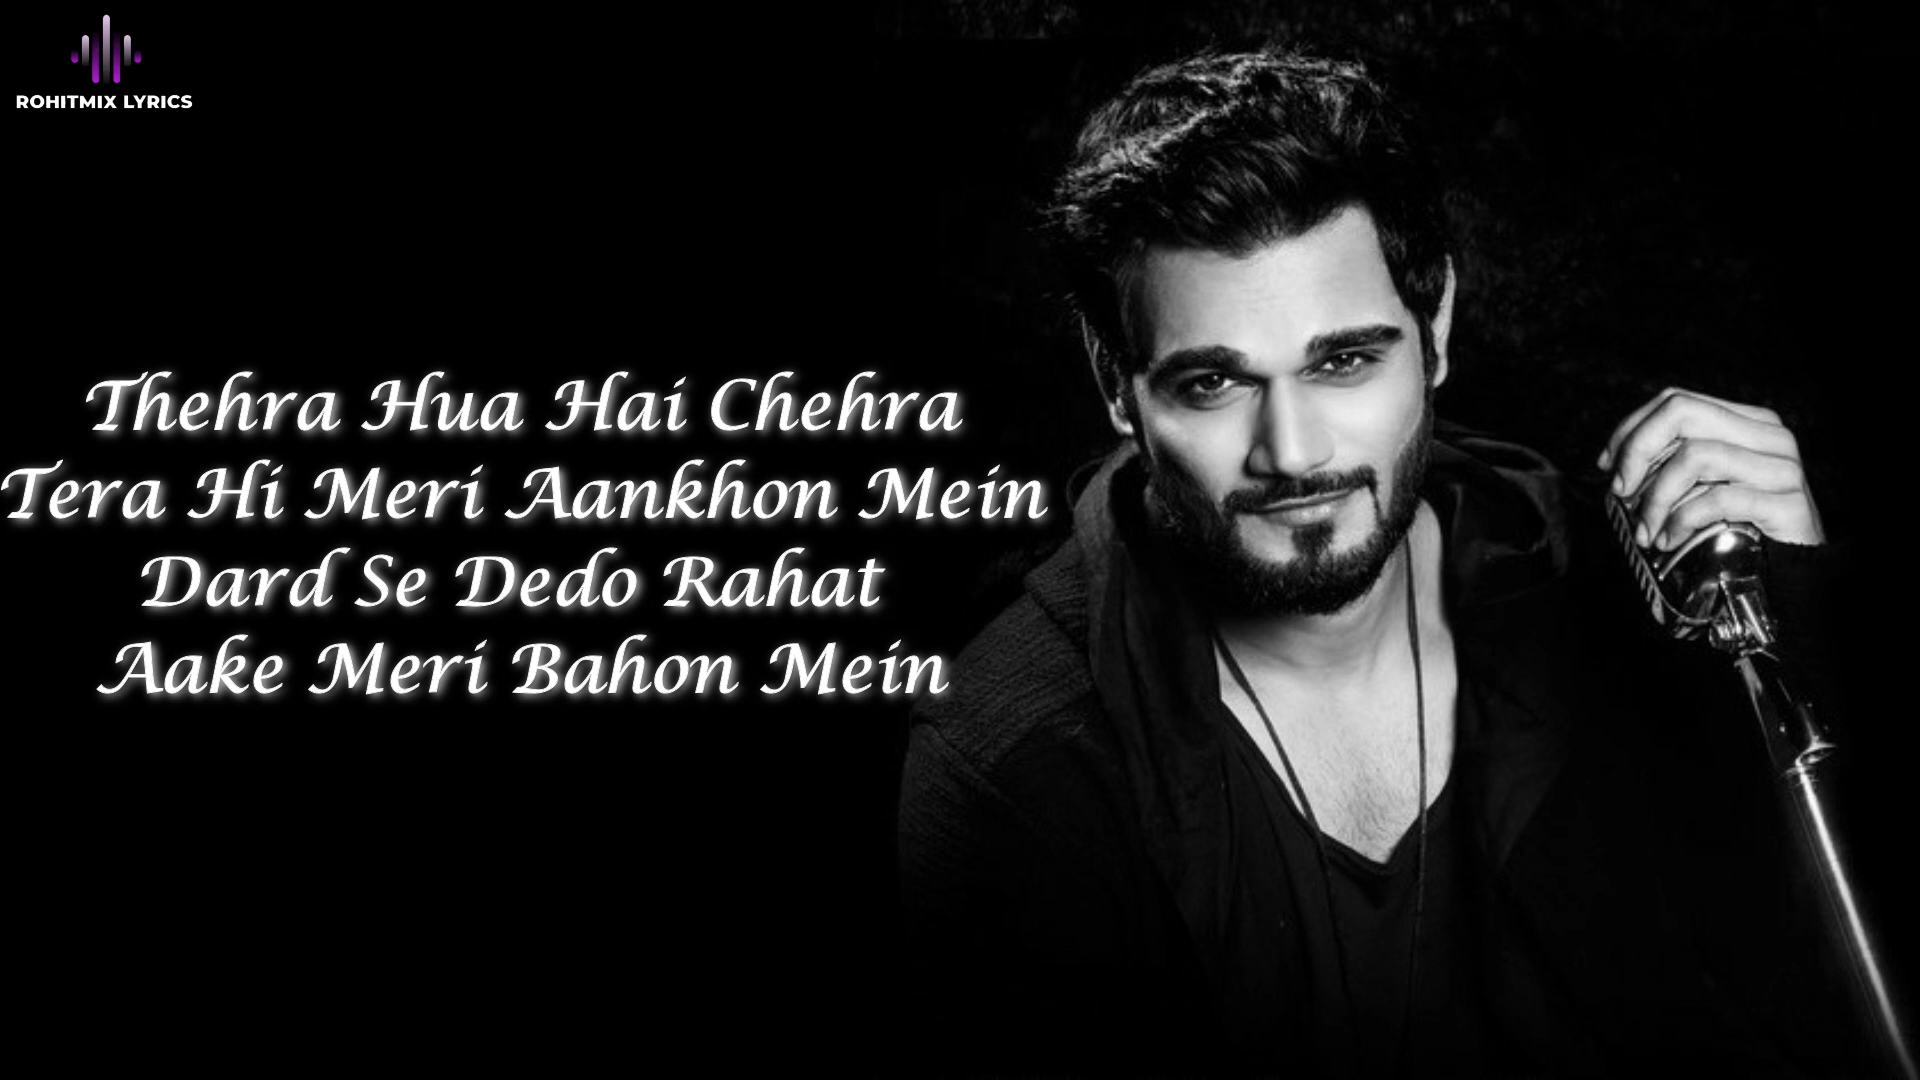 ROHITMIX LYRICS
Thehra Hua Hai Chehra
Tera Hi Meri Aankhon Mein
Dard Se Dedo Rahat
Aake Meri Bahon Mein